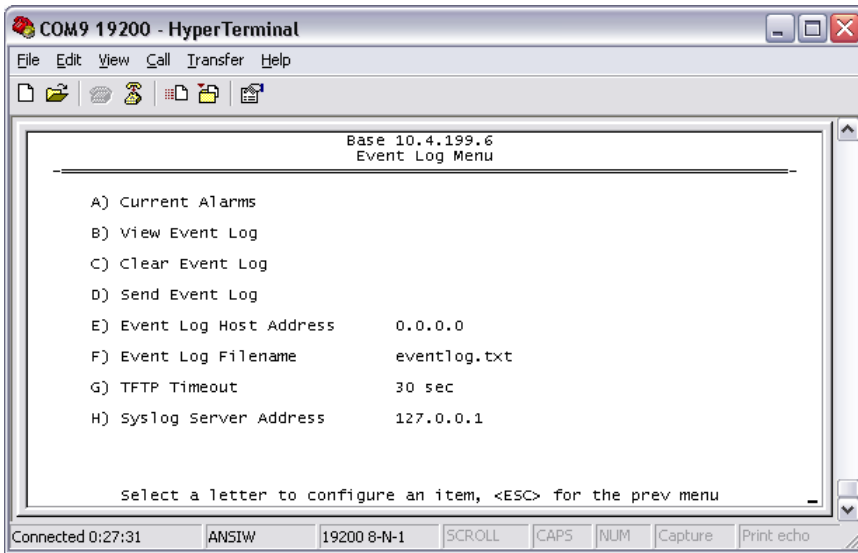 COM9 19200 - HyperTerminal
File Edit View Call Transfer Help
Base 10.4.199.6
Event Log Menu
A) Current Alarms
B) View Event Log
C) Clear Event Log
D) Send Event Log
E) Event Log Host Address 0.0.0.0
F) Event Log Filename eventlog.txt
G) TFTP Timeout 30 sec
H) Syslog Server Address 127.0.0.1
Select a letter to configure an item, <ESC> for the prev menu
Connected 0:27:31 ANSIW 19200 8-N-1 SCROLL CAPS NUM Capture Print echo